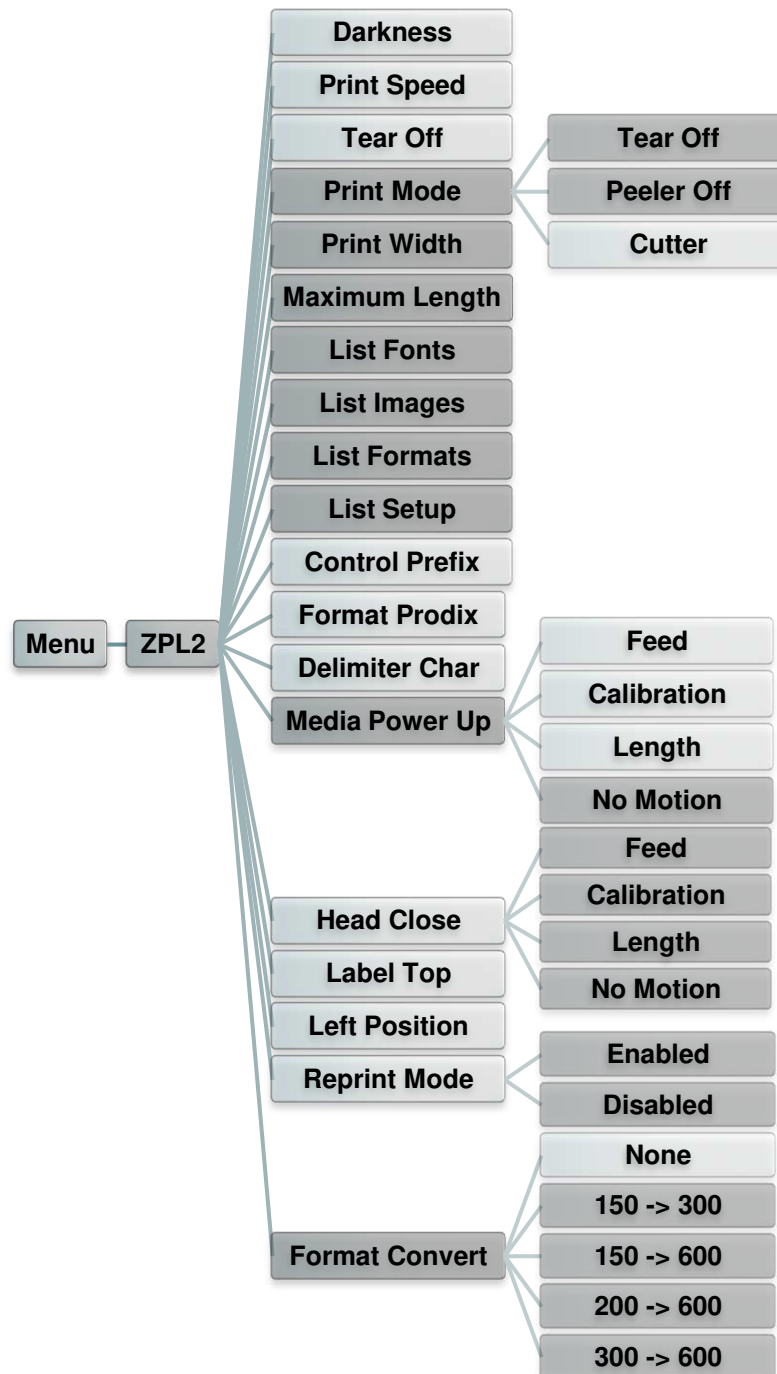 Menu
ZPL2
Darkness
Print Speed
Tear Off
Print Mode
Tear Off
Peeler Off
Cutter
Print Width
Maximum Length
List Fonts
List Images
List Formats
List Setup
Control Prefix
Format Prodix
Delimiter Char
Media Power Up
Feed
Calibration
Length
No Motion
Head Close
Feed
Calibration
Length
No Motion
Label Top
Left Position
Reprint Mode
Enabled
Disabled
Format Convert
None
150 -> 300
150 -> 600
200 -> 600
300 -> 600